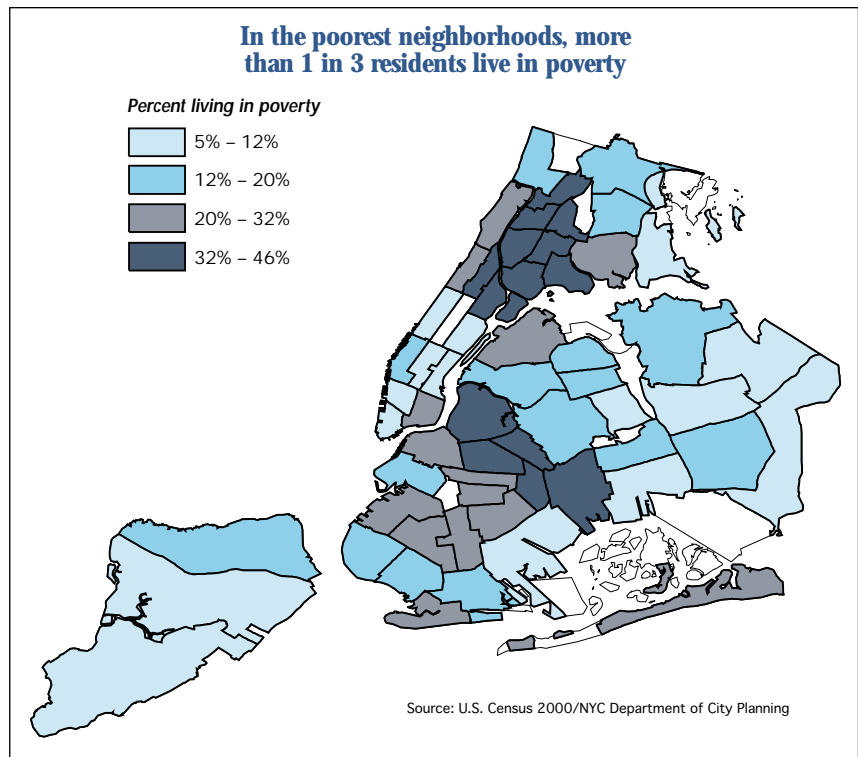 In the poorest neighborhoods, more
than 1 in 3 residents live in poverty
Percent living in poverty
5% – 12%
12% – 20%
20% – 32%
32% – 46%
Source: U.S. Census 2000/NYC Department of City Planning